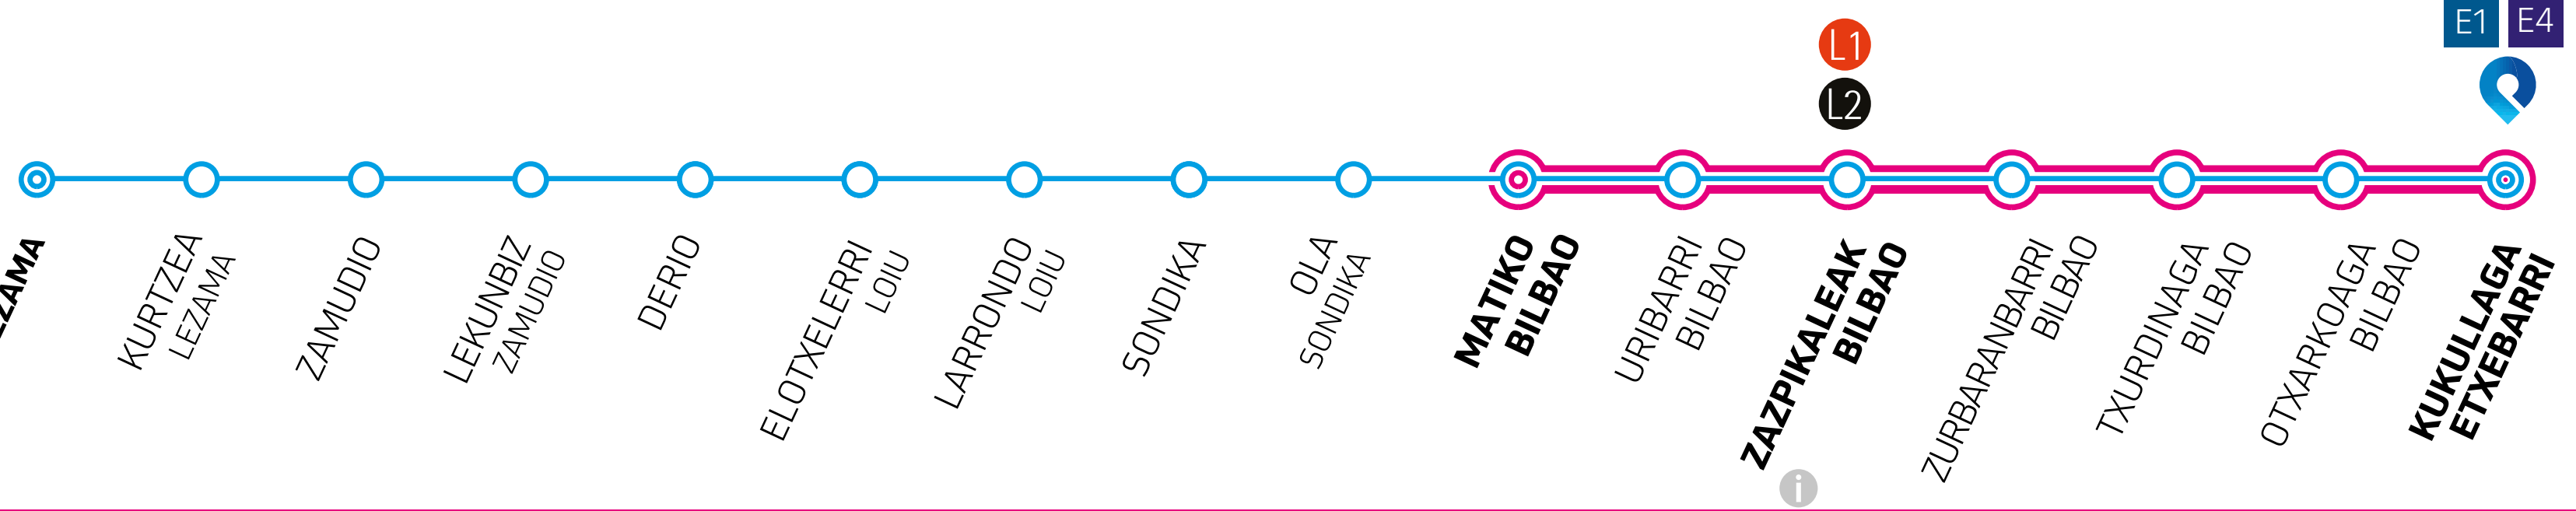 E1
E4
L1
L2
KURTZEA
LEZAMA
ZAMUDIO
LEKUNBIZ
ZAMUDIO
DERIO
ELOTXELERRI
LOIU
LARRONDO
LOIU
SONDIKA
OLA
SONDIKA
MATIKO
BILBAO
URIBARRI
BILBAO
ZAZPIKALEAK
BILBAO
ZURBARANBARRI
BILBAO
TXURDINAGA
BILBAO
OTXARKOAGA
BILBAO
KUKULLAGA
ETXEBARRI
i